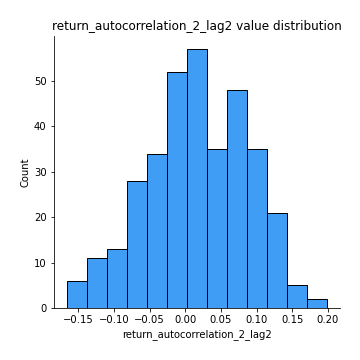 return_autocorrelation_2_lag2 value distribution
Count
50
40
30
20
10
0
−0.15 −0.10 −0.05 0.00 0.05 0.10 0.15 0.20
return_autocorrelation_2_lag2